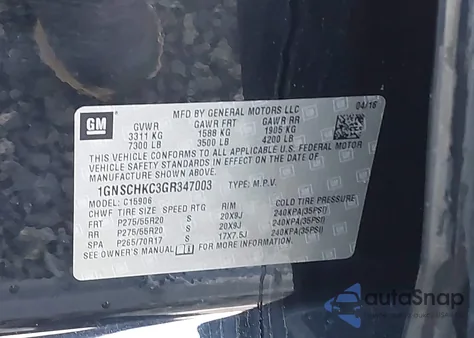 MFD BY GENERAL MOTORS LLC 04/16
GM
GVWR GAWR FRT GAWR RR
3311 KG 1588 KG 1905 KG
7300 LB 3500 LB 4200 LB
THIS VEHICLE CONFORMS TO ALL APPLICABLE U.S. FEDERAL MOTOR
VEHICLE SAFETY STANDARDS IN EFFECT ON THE DATE OF
MANUFACTURE SHOWN ABOVE.
1GNSCHKC3GR347003 TYPE: M.P.V.
MODEL: C15906
CHWF TIRE SIZE SPEED RTG RIM COLD TIRE PRESSURE
FRT P275/55R20 S 20X9J 240KPA(35PSI)
RR P275/55R20 S 20X9J 240KPA(35PSI)
SPA P265/70R17 S 17X7.5J 240KPA(35PSI)
SEE OWNER'S MANUAL FOR MORE INFORMATION.
autoSnap